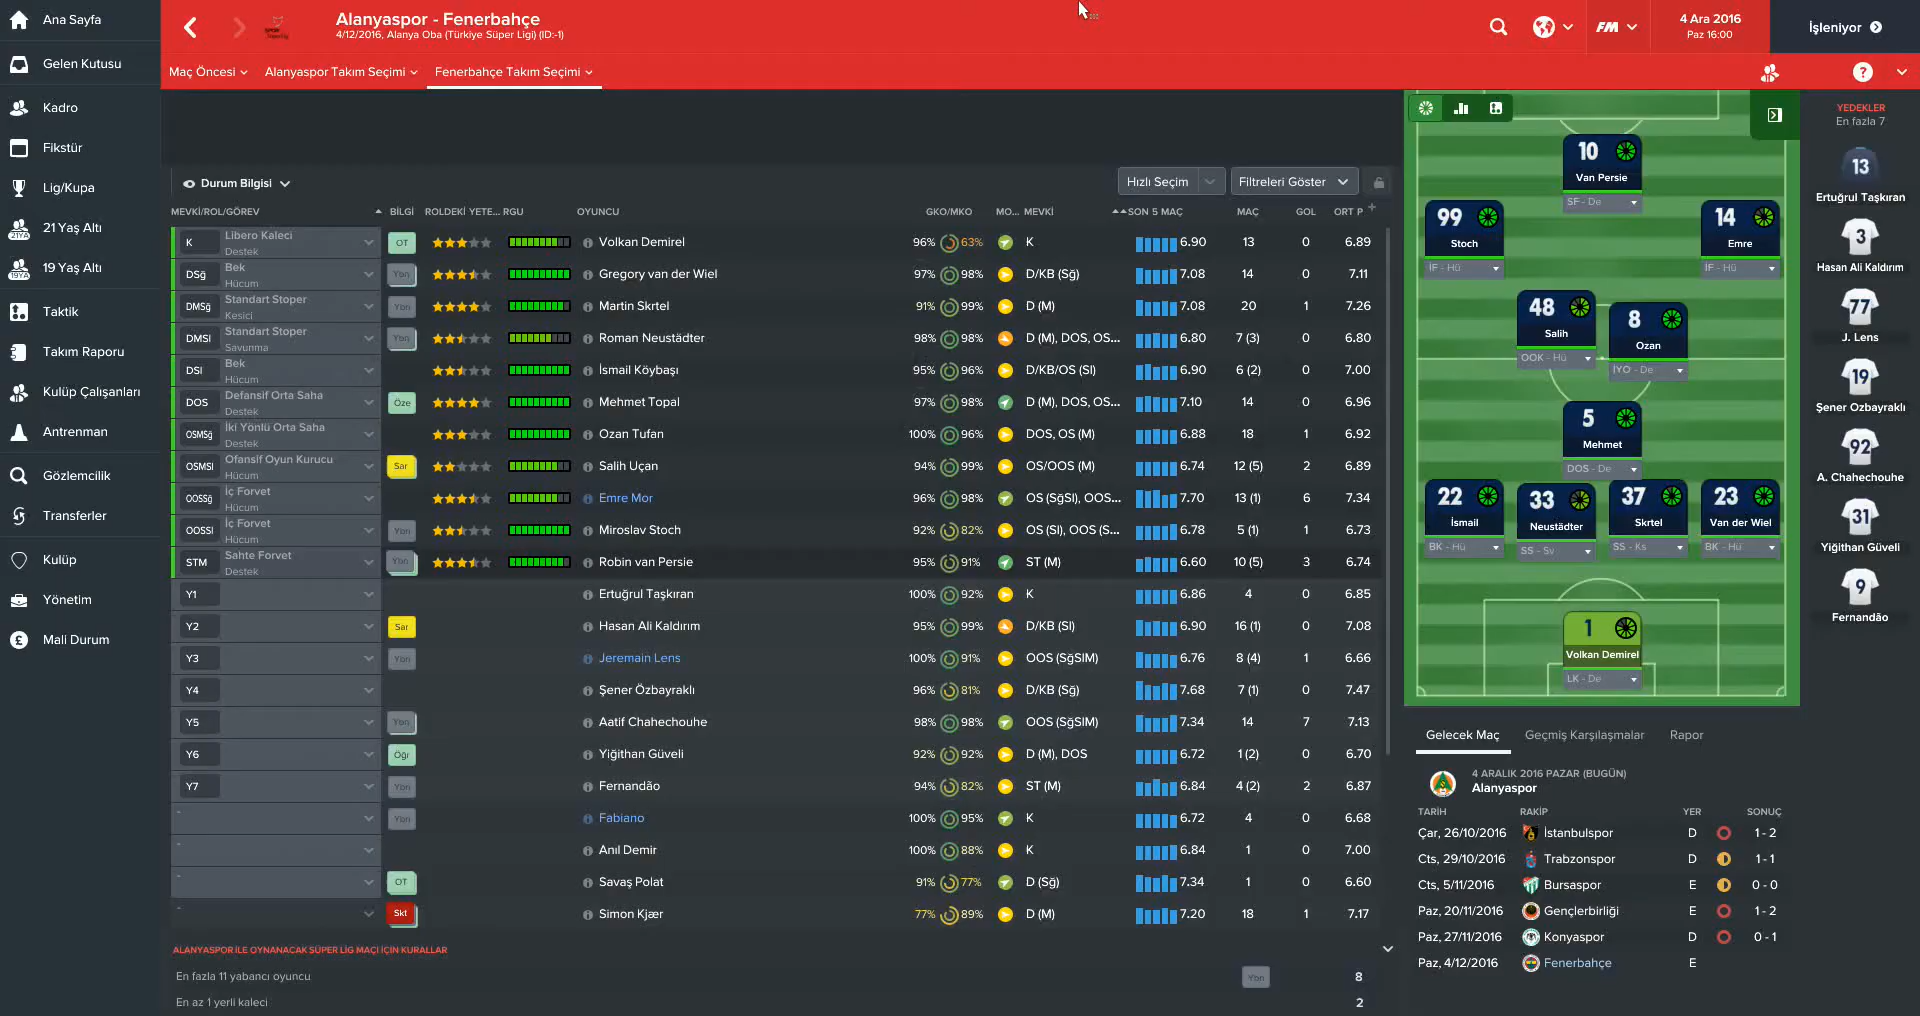 Ana Sayfa
Gelen Kutusu
Kadro
Fikstür
Lig/Kupa
21 Yaş Altı
19 Yaş Altı
Taktik
Takım Raporu
Kulüp Çalışanları
Antrenman
Gözlemcilik
Transferler
Kulüp
Yönetim
Mali Durum
Alanyaspor - Fenerbahçe
4/12/2016, Alanya Oba (Türkiye Süper Ligi) (ID:-1)
FM
4 Ara 2016
Paz 16:00
İşleniyor
Maç Öncesi Alanyaspor Takım Seçimi Fenerbahçe Takım Seçimi
Durum Bilgisi
Hızlı Seçim Filtreleri Göster
MEVKİ/ROL/GÖREV BİLGİ ROLDEKİ YETE... RGU OYUNCU GKO/MKO MO... MEVKİ SON 5 MAÇ MAÇ GOL ORT P
K Libero Kaleci Destek OT Volkan Demirel 96% 63% K 6.90 13 0 6.89
DSğ Bek Hücum Ybn Gregory van der Wiel 97% 98% D/KB (Sğ) 7.08 14 0 7.11
DMSğ Standart Stoper Kesici Ybn Martin Skrtel 91% 99% D (M) 7.08 20 1 7.26
DMSl Standart Stoper Savunma Ybn Roman Neustädter 98% 98% D (M), DOS, OS... 6.80 7 (3) 0 6.80
DSl Bek Hücum İsmail Köybaşı 95% 96% D/KB/OS (Sl) 6.90 6 (2) 0 7.00
DOS Defansif Orta Saha Destek Öze Mehmet Topal 97% 98% D (M), DOS, OS... 7.10 14 0 6.96
OSMSğ İki Yönlü Orta Saha Destek Ozan Tufan 100% 96% DOS, OS (M) 6.88 18 1 6.92
OSMSl Ofansif Oyun Kurucu Hücum Sar Salih Uçan 94% 99% OS/OOS (M) 6.74 12 (5) 2 6.89
OOSSğ İç Forvet Hücum Emre Mor 96% 98% OS (SğSl), OOS... 7.70 13 (1) 6 7.34
OOSSl İç Forvet Hücum Ybn Miroslav Stoch 92% 82% OS (Sl), OOS (S... 6.78 5 (1) 1 6.73
STM Sahte Forvet Destek Ybn Robin van Persie 95% 91% ST (M) 6.60 10 (5) 3 6.74
Y1 Ertuğrul Taşkıran 100% 92% K 6.86 4 0 6.85
Y2 Sar Hasan Ali Kaldırım 95% 99% D/KB (Sl) 6.90 16 (1) 0 7.08
Y3 Ybn Jeremain Lens 100% 91% OOS (SğSlM) 6.76 8 (4) 1 6.66
Y4 Şener Özbayraklı 96% 81% D/KB (Sğ) 7.68 7 (1) 0 7.47
Y5 Ybn Aatif Chahechouhe 98% 98% OOS (SğSlM) 7.34 14 7 7.13
Y6 Öğr Yiğithan Güveli 92% 92% D (M), DOS 6.72 1 (2) 0 6.70
Y7 Ybn Fernandão 94% 82% ST (M) 6.84 4 (2) 2 6.87
- Ybn Fabiano 100% 95% K 6.72 4 0 6.68
- Anıl Demir 100% 88% K 6.84 1 0 7.00
- OT Savaş Polat 91% 77% D (Sğ) 7.34 1 0 6.60
- Skt Simon Kjær 77% 89% D (M) 7.20 18 1 7.17
ALANYASPOR İLE OYNANACAK SÜPER LİG MAÇI İÇİN KURALLAR
En fazla 11 yabancı oyuncu Ybn 8
En az 1 yerli kaleci 2
10
Van Persie
SF - De
99
Stoch
İF - Hü
14
Emre
İF - Hü
48
Salih
OOK - Hü
8
Ozan
İYO - De
5
Mehmet
DOS - De
22
İsmail
BK - Hü
33
Neustädter
SS - Sv
37
Skrtel
SS - Ks
23
Van der Wiel
BK - Hü
1
Volkan Demirel
LK - De
YEDEKLER
En fazla 7
13
Ertuğrul Taşkıran
3
Hasan Ali Kaldırım
77
J. Lens
19
Şener Özbayraklı
92
A. Chahechouhe
31
Yiğithan Güveli
9
Fernandão
Gelecek Maç Geçmiş Karşılaşmalar Rapor
4 ARALIK 2016 PAZAR (BUGÜN)
Alanyaspor
TARİH RAKİP YER SONUÇ
Çar, 26/10/2016 İstanbulspor D 1 - 2
Cts, 29/10/2016 Trabzonspor D 1 - 1
Cts, 5/11/2016 Bursaspor E 0 - 0
Paz, 20/11/2016 Gençlerbirliği E 1 - 2
Paz, 27/11/2016 Konyaspor D 0 - 1
Paz, 4/12/2016 Fenerbahçe E